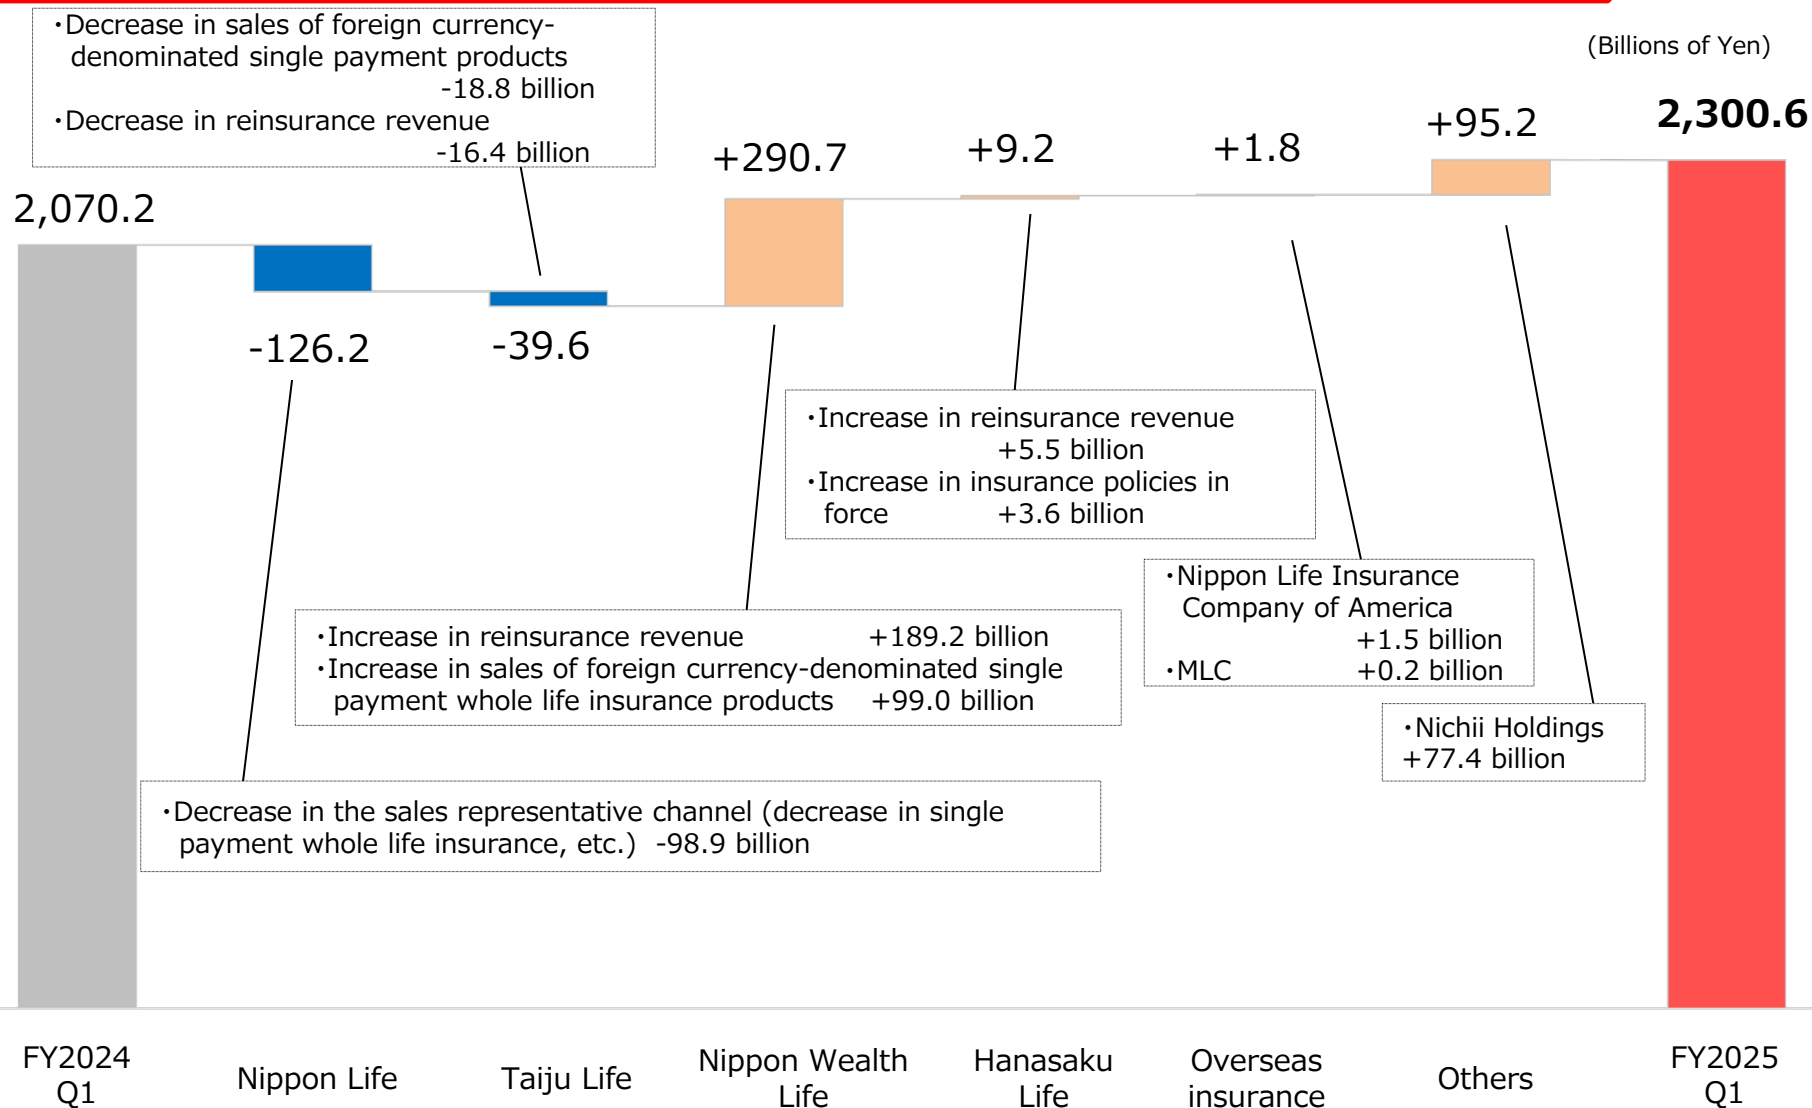 ・Decrease in sales of foreign currency-
denominated single payment products
-18.8 billion
・Decrease in reinsurance revenue
-16.4 billion
(Billions of Yen)
2,070.2
-126.2
-39.6
+290.7
+9.2
+1.8
+95.2
2,300.6
・Increase in reinsurance revenue
+5.5 billion
・Increase in insurance policies in
force +3.6 billion
・Nippon Life Insurance
Company of America
+1.5 billion
・MLC +0.2 billion
・Increase in reinsurance revenue +189.2 billion
・Increase in sales of foreign currency-denominated single
payment whole life insurance products +99.0 billion
・Nichii Holdings
+77.4 billion
・Decrease in the sales representative channel (decrease in single
payment whole life insurance, etc.) -98.9 billion
FY2024
Q1
Nippon Life
Taiju Life
Nippon Wealth
Life
Hanasaku
Life
Overseas
insurance
Others
FY2025
Q1